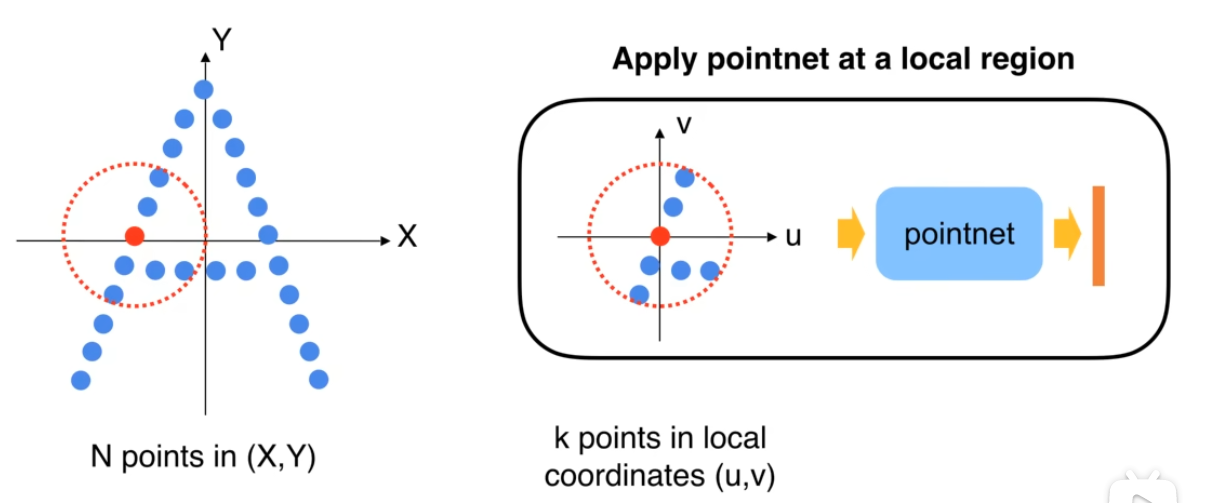 Y
X
N points in (X,Y)
Apply pointnet at a local region
v
u
pointnet
k points in local
coordinates (u,v)